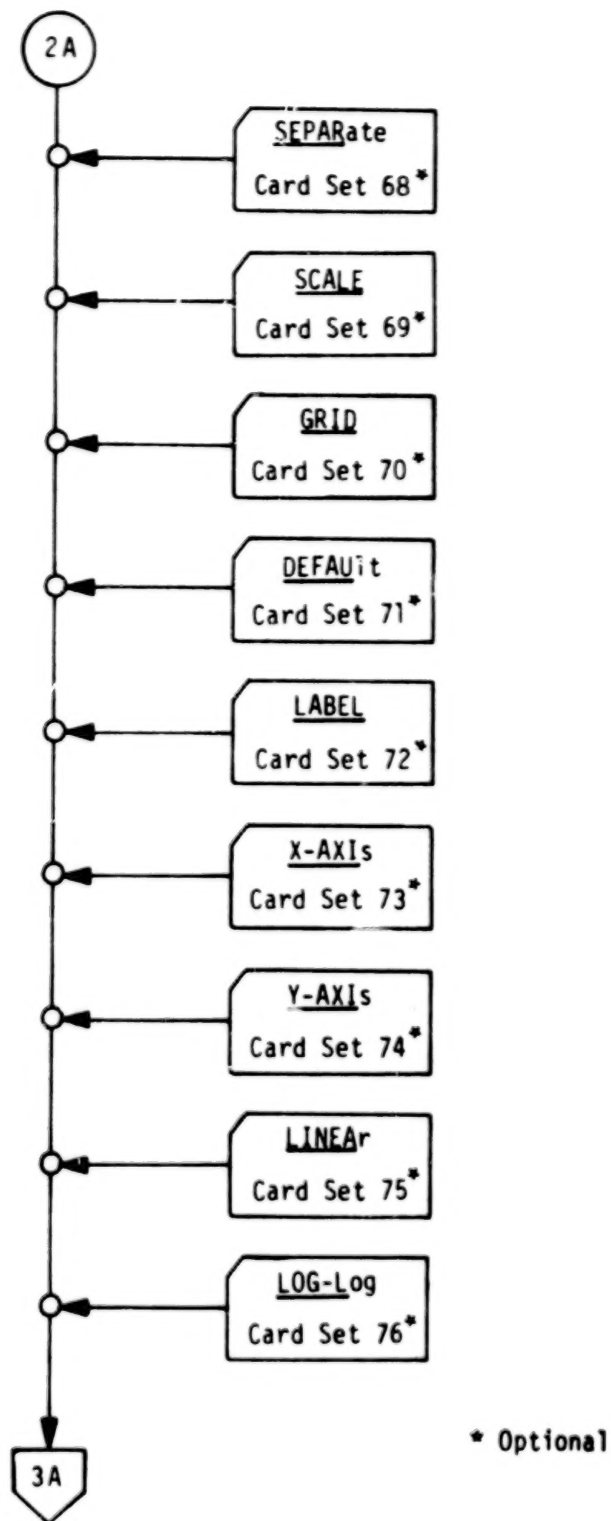 2A
SEPARate
Card Set 68*
SCALE
Card Set 69*
GRID
Card Set 70*
DEFAUlt
Card Set 71*
LABEL
Card Set 72*
X-AXIs
Card Set 73*
Y-AXIs
Card Set 74*
LINEAr
Card Set 75*
LOG-Log
Card Set 76*
* Optional
3A